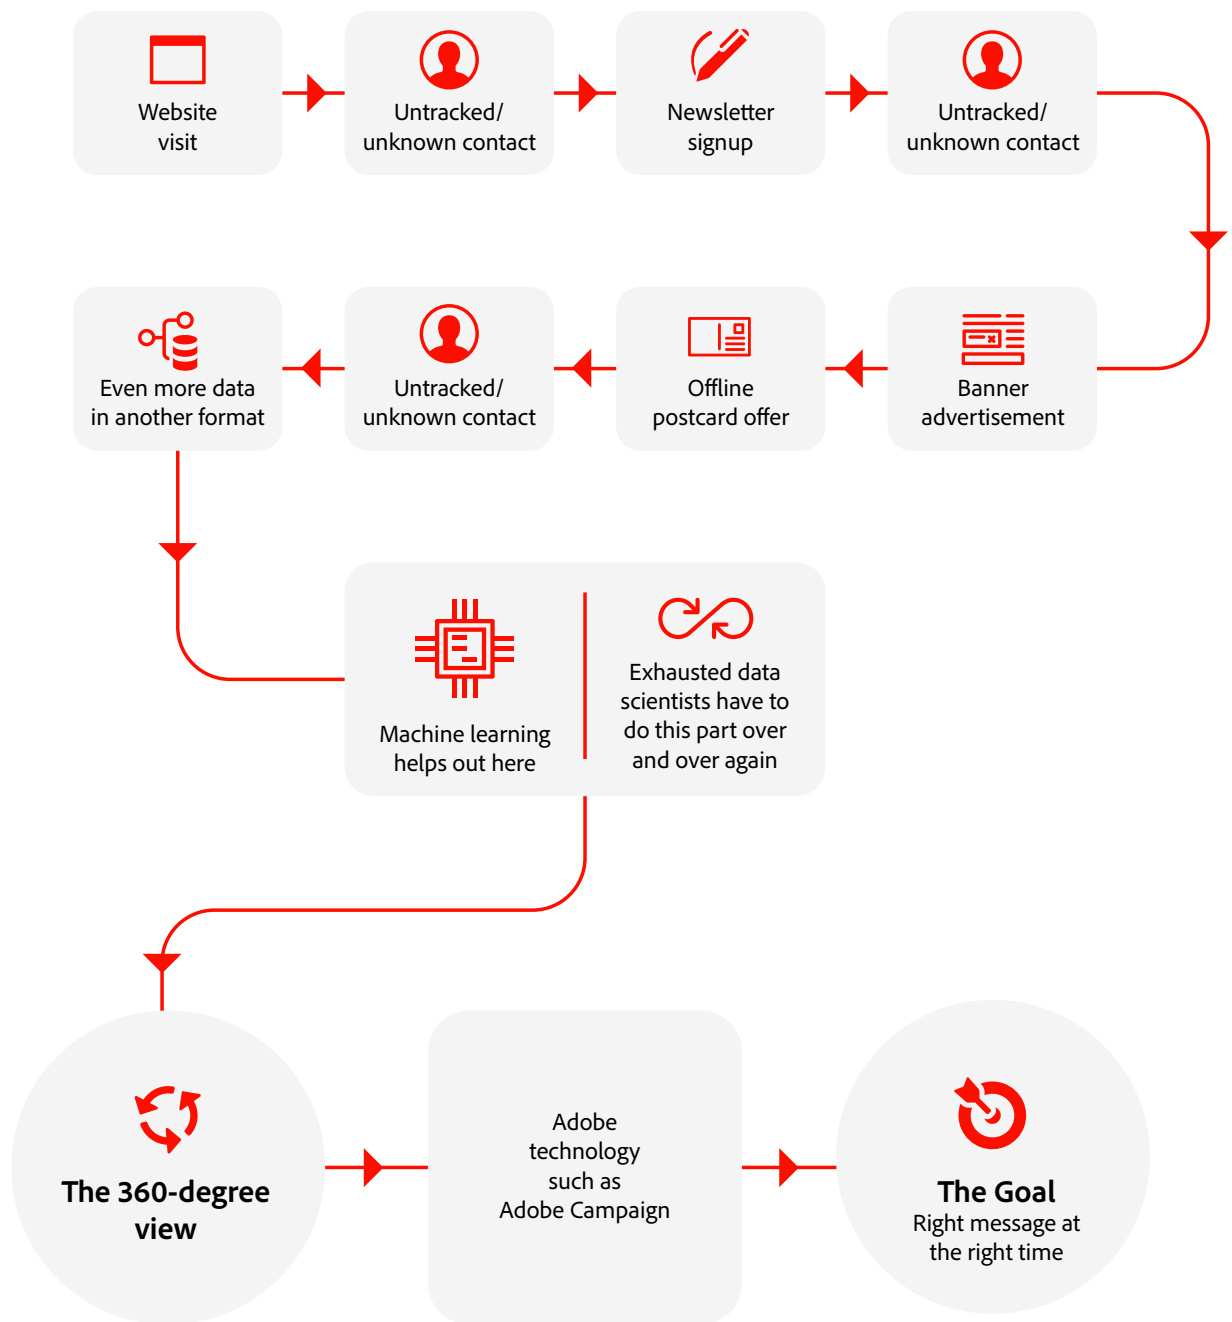 Website
visit
Untracked/
unknown contact
Newsletter
signup
Untracked/
unknown contact
Even more data
in another format
Untracked/
unknown contact
Offline
postcard offer
Banner
advertisement
Machine learning
helps out here
Exhausted data
scientists have to
do this part over
and over again
The 360-degree
view
Adobe
technology
such as
Adobe Campaign
The Goal
Right message at
the right time